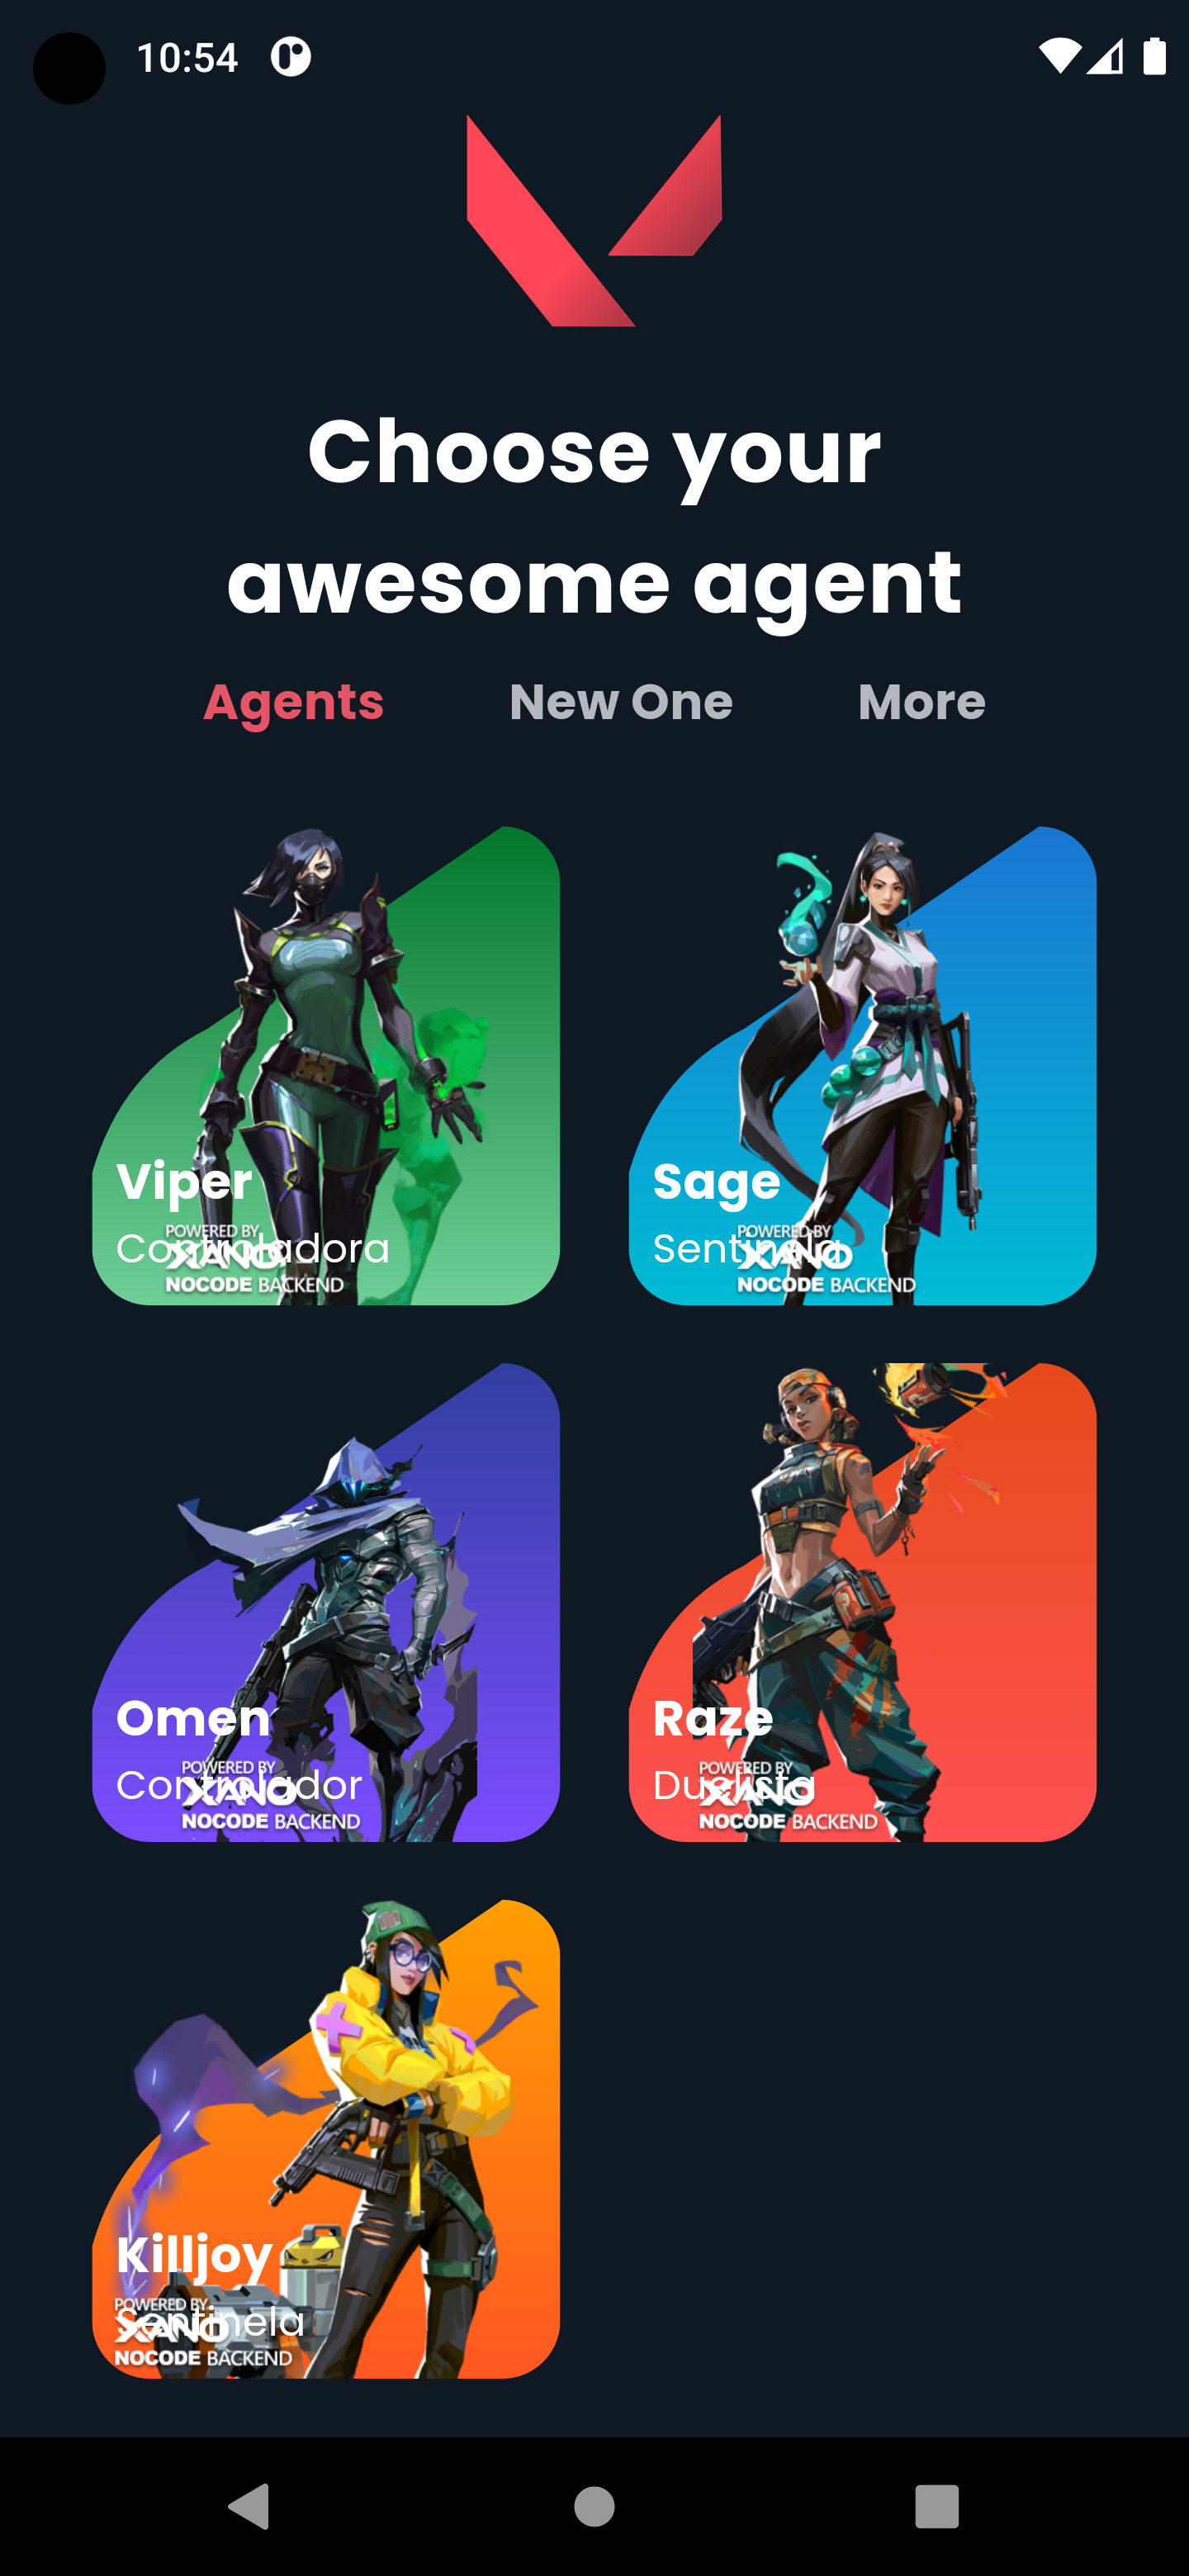 10:54
Choose your
awesome agent
Agents New One More
Viper
POWERED BY
Controladora
XANO
NOCODE BACKEND
Sage
POWERED BY
Sentinela
XANO
NOCODE BACKEND
Omen
POWERED BY
Controlador
XANO
NOCODE BACKEND
Raze
POWERED BY
Duelista
XANO
NOCODE BACKEND
Killjoy
POWERED BY
Sentinela
XANO
NOCODE BACKEND